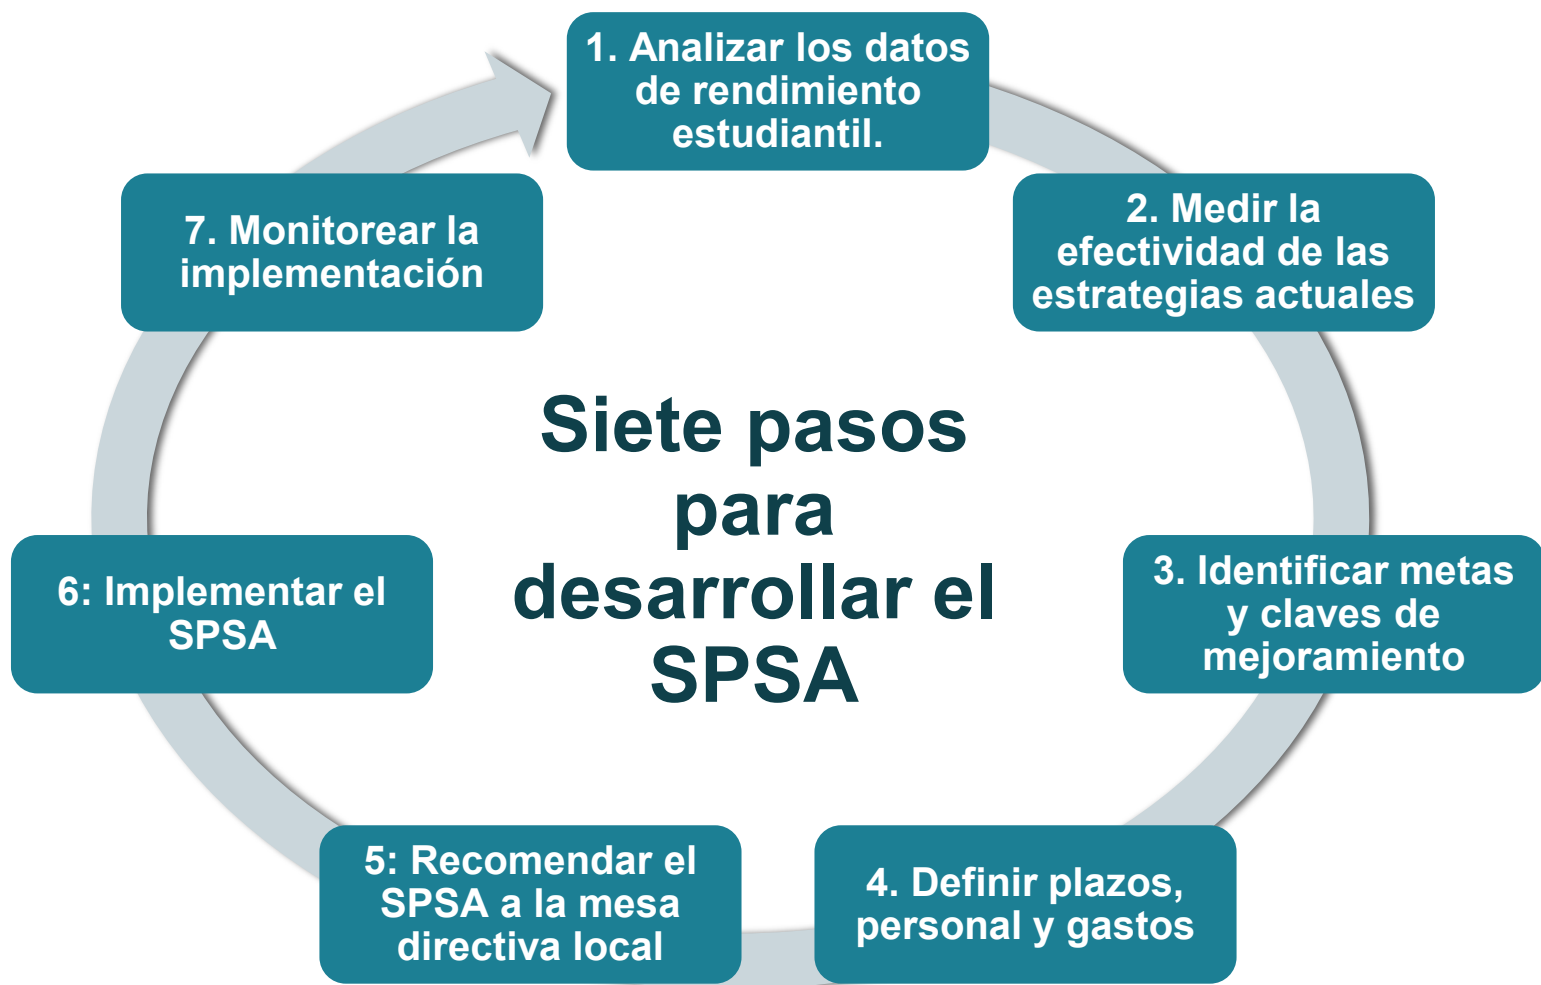 1. Analizar los datos
de rendimiento
estudiantil.
2. Medir la
efectividad de las
estrategias actuales
3. Identificar metas
y claves de
mejoramiento
4. Definir plazos,
personal y gastos
5: Recomendar el
SPSA a la mesa
directiva local
6: Implementar el
SPSA
7. Monitorear la
implementación
Siete pasos
para
desarrollar el
SPSA